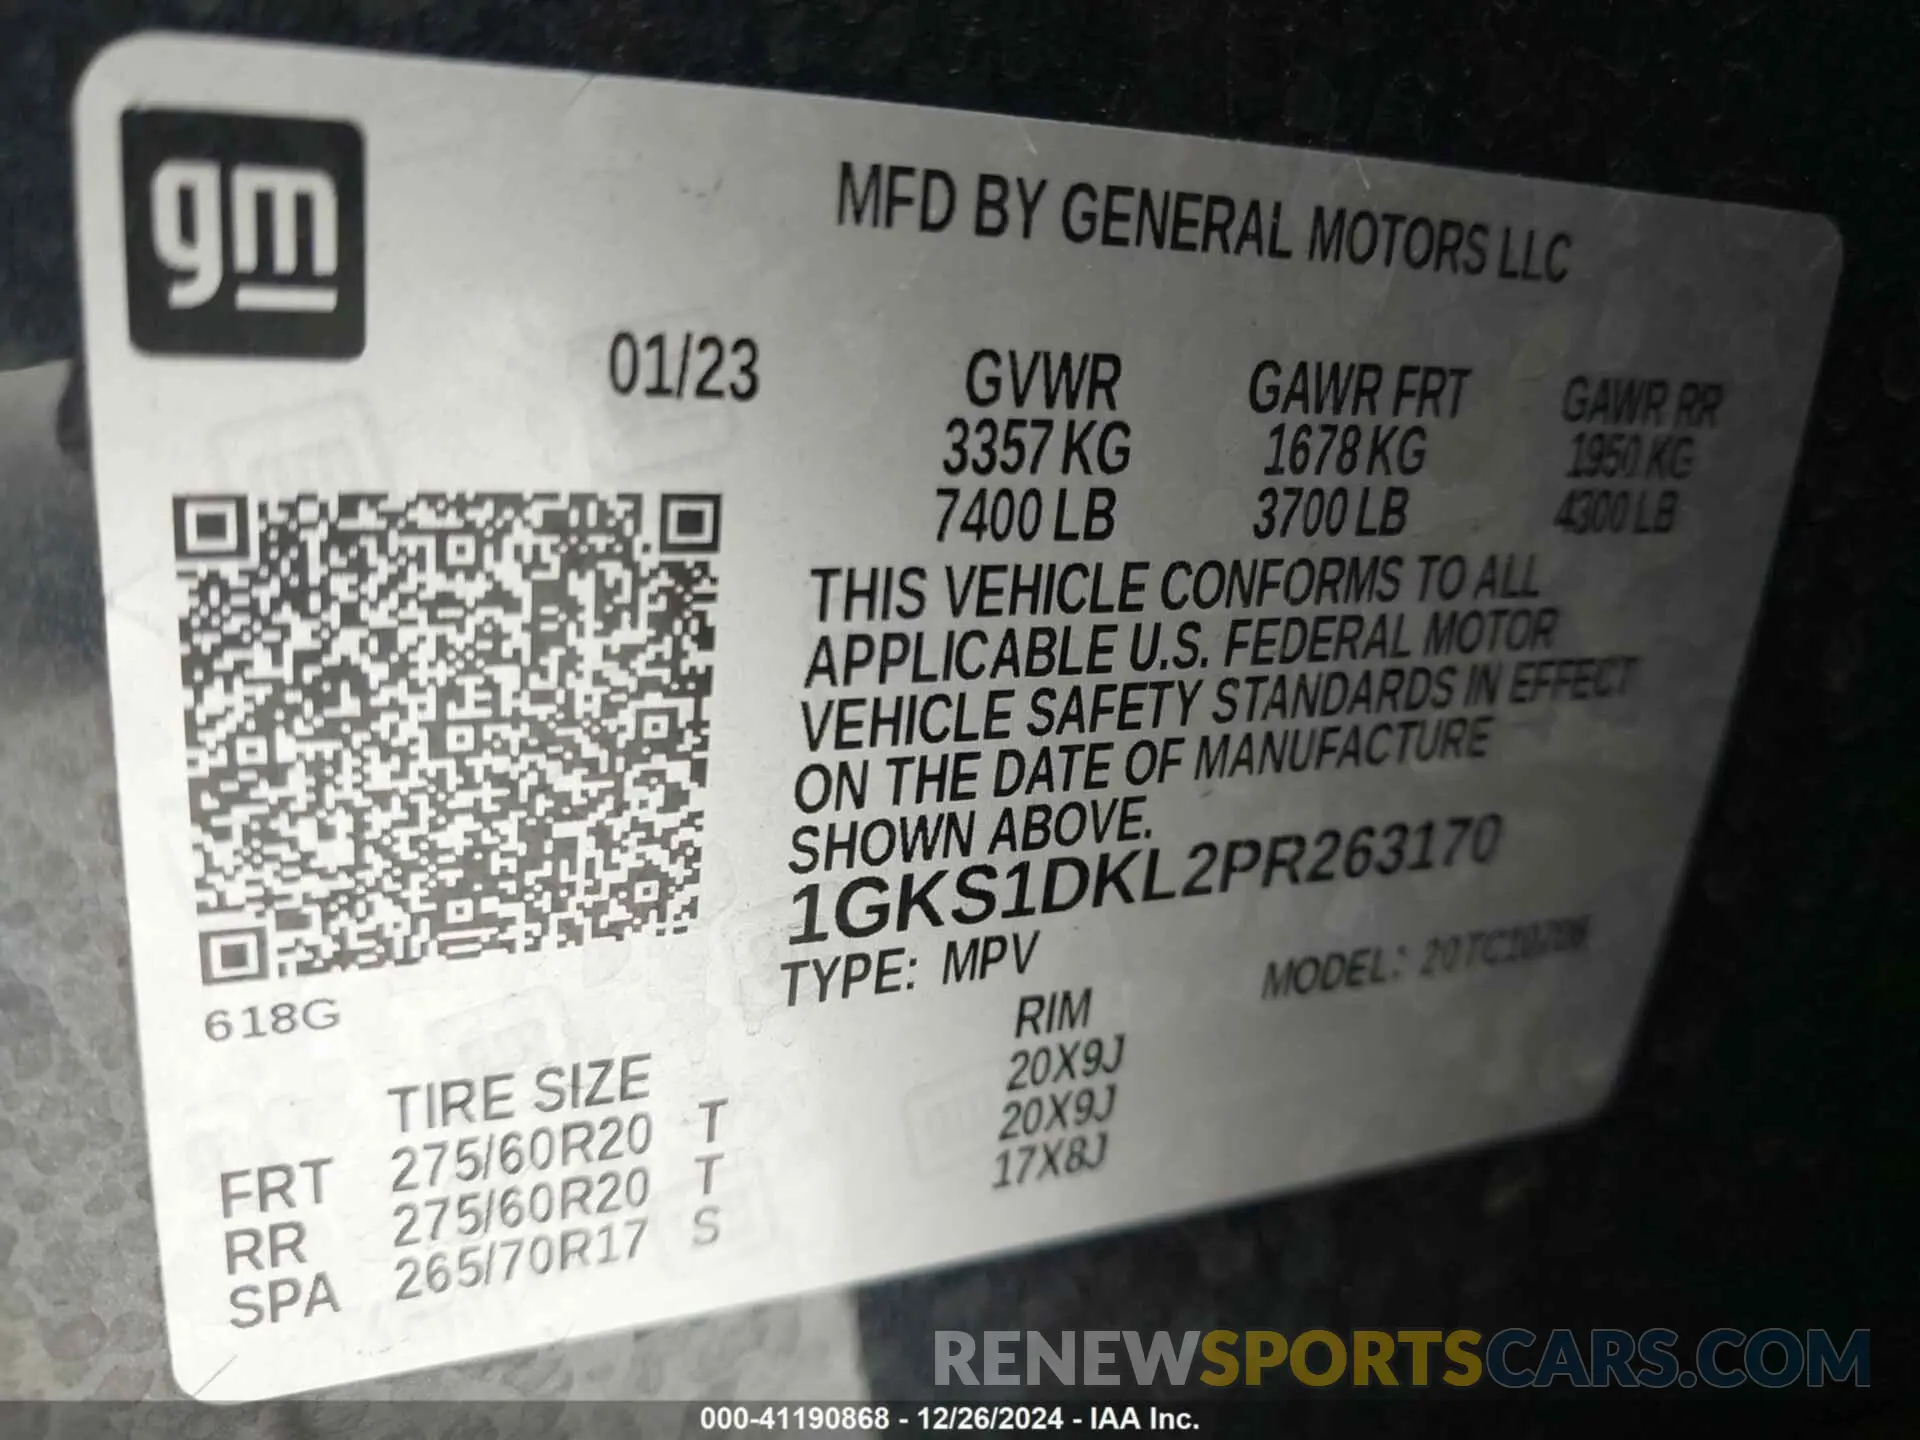 gm
MFD BY GENERAL MOTORS LLC
01/23
GVWR GAWR FRT GAWR RR
3357 KG 1678 KG 1950 KG
7400 LB 3700 LB 4300 LB
THIS VEHICLE CONFORMS TO ALL
APPLICABLE U.S. FEDERAL MOTOR
VEHICLE SAFETY STANDARDS IN EFFECT
ON THE DATE OF MANUFACTURE
SHOWN ABOVE.
1GKS1DKL2PR263170
TYPE: MPV MODEL:
618G
TIRE SIZE RIM
FRT 275/60R20 T 20X9J
RR 275/60R20 T 20X9J
SPA 265/70R17 S 17X8J
RENEWSPORTSCARS.COM
000-41190868 - 12/26/2024 - IAA Inc.